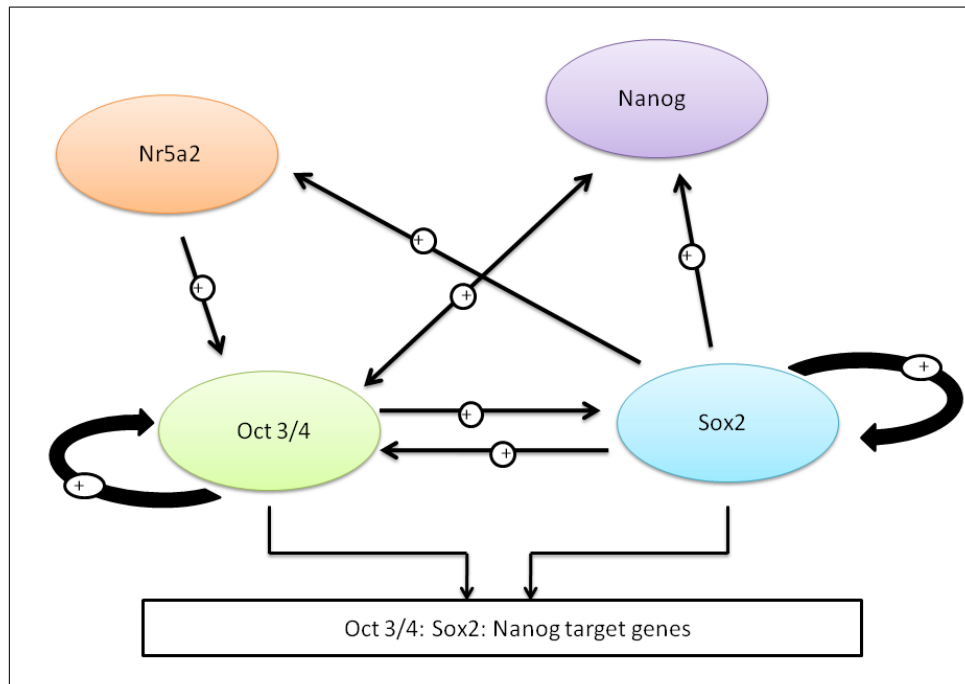 Nanog
Nr5a2
+
+
+
+
Oct 3/4
Sox2
+
+
+
+
Oct 3/4: Sox2: Nanog target genes